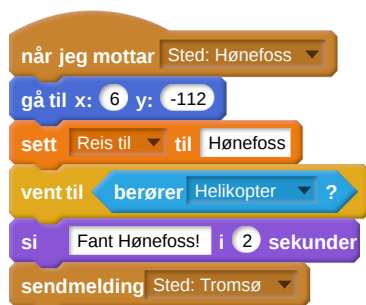 når jeg mottar Sted: Hønefoss
gå til x: 6 y: -112
sett Reis til til Hønefoss
vent til berører Helikopter ?
si Fant Hønefoss! i 2 sekunder
sendmelding Sted: Tromsø